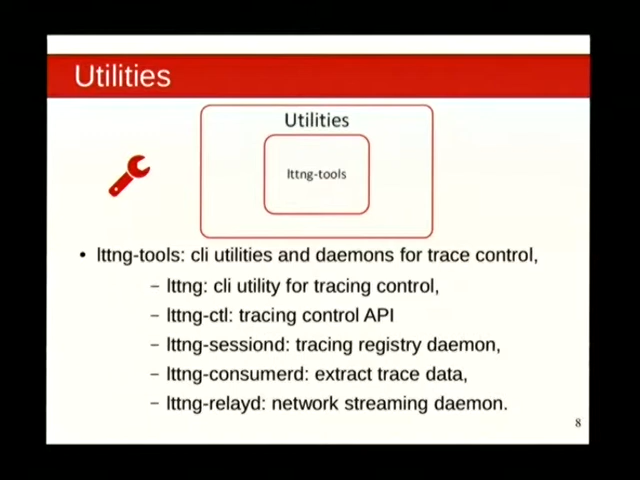 Utilities
Utilities
lttng-tools
• lttng-tools: cli utilities and daemons for trace control,
– lttng: cli utility for tracing control,
– lttng-ctl: tracing control API
– lttng-sessiond: tracing registry daemon,
– lttng-consumerd: extract trace data,
– lttng-relayd: network streaming daemon.
8